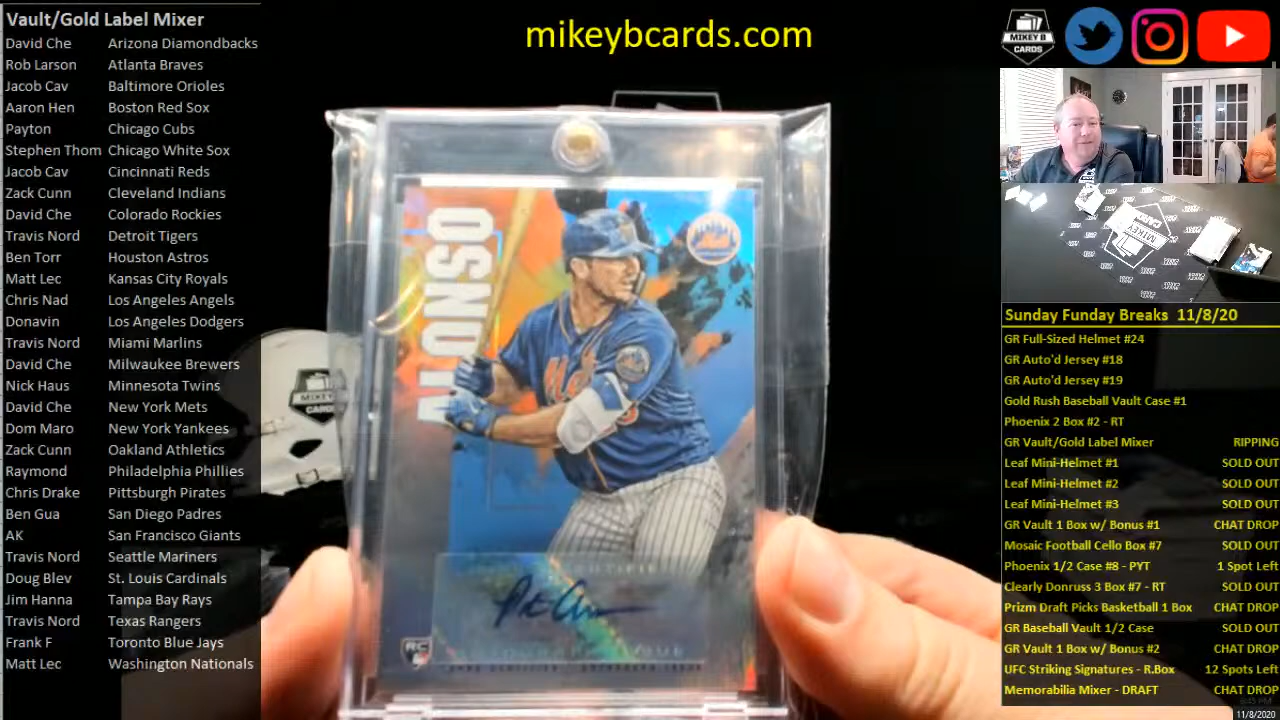 Vault/Gold Label Mixer
David Che Arizona Diamondbacks
Rob Larson Atlanta Braves
Jacob Cav Baltimore Orioles
Aaron Hen Boston Red Sox
Payton Chicago Cubs
Stephen Thom Chicago White Sox
Jacob Cav Cincinnati Reds
Zack Cunn Cleveland Indians
David Che Colorado Rockies
Travis Nord Detroit Tigers
Ben Torr Houston Astros
Matt Lec Kansas City Royals
Chris Nad Los Angeles Angels
Donavin Los Angeles Dodgers
Travis Nord Miami Marlins
David Che Milwaukee Brewers
Nick Haus Minnesota Twins
David Che New York Mets
Dom Maro New York Yankees
Zack Cunn Oakland Athletics
Raymond Philadelphia Phillies
Chris Drake Pittsburgh Pirates
Ben Gua San Diego Padres
AK San Francisco Giants
Travis Nord Seattle Mariners
Doug Blev St. Louis Cardinals
Jim Hanna Tampa Bay Rays
Travis Nord Texas Rangers
Frank F Toronto Blue Jays
Matt Lec Washington Nationals
mikeybcards.com
ALONSO
Mets
RC
MIKEY B
CARDS
MIKEY
CARDS
MIKEY
CARD
Sunday Funday Breaks 11/8/20
GR Full-Sized Helmet #24
GR Auto'd Jersey #18
GR Auto'd Jersey #19
Gold Rush Baseball Vault Case #1
Phoenix 2 Box #2 - RT
GR Vault/Gold Label Mixer RIPPING
Leaf Mini-Helmet #1 SOLD OUT
Leaf Mini-Helmet #2 SOLD OUT
Leaf Mini-Helmet #3 SOLD OUT
GR Vault 1 Box w/ Bonus #1 CHAT DROP
Mosaic Football Cello Box #7 SOLD OUT
Phoenix 1/2 Case #8 - PYT 1 Spot Left
Clearly Donruss 3 Box #7 - RT SOLD OUT
Prizm Draft Picks Basketball 1 Box CHAT DROP
GR Baseball Vault 1/2 Case SOLD OUT
GR Vault 1 Box w/ Bonus #2 CHAT DROP
UFC Striking Signatures - R.Box 12 Spots Left
Memorabilia Mixer - DRAFT CHAT DROP
11/8/2020